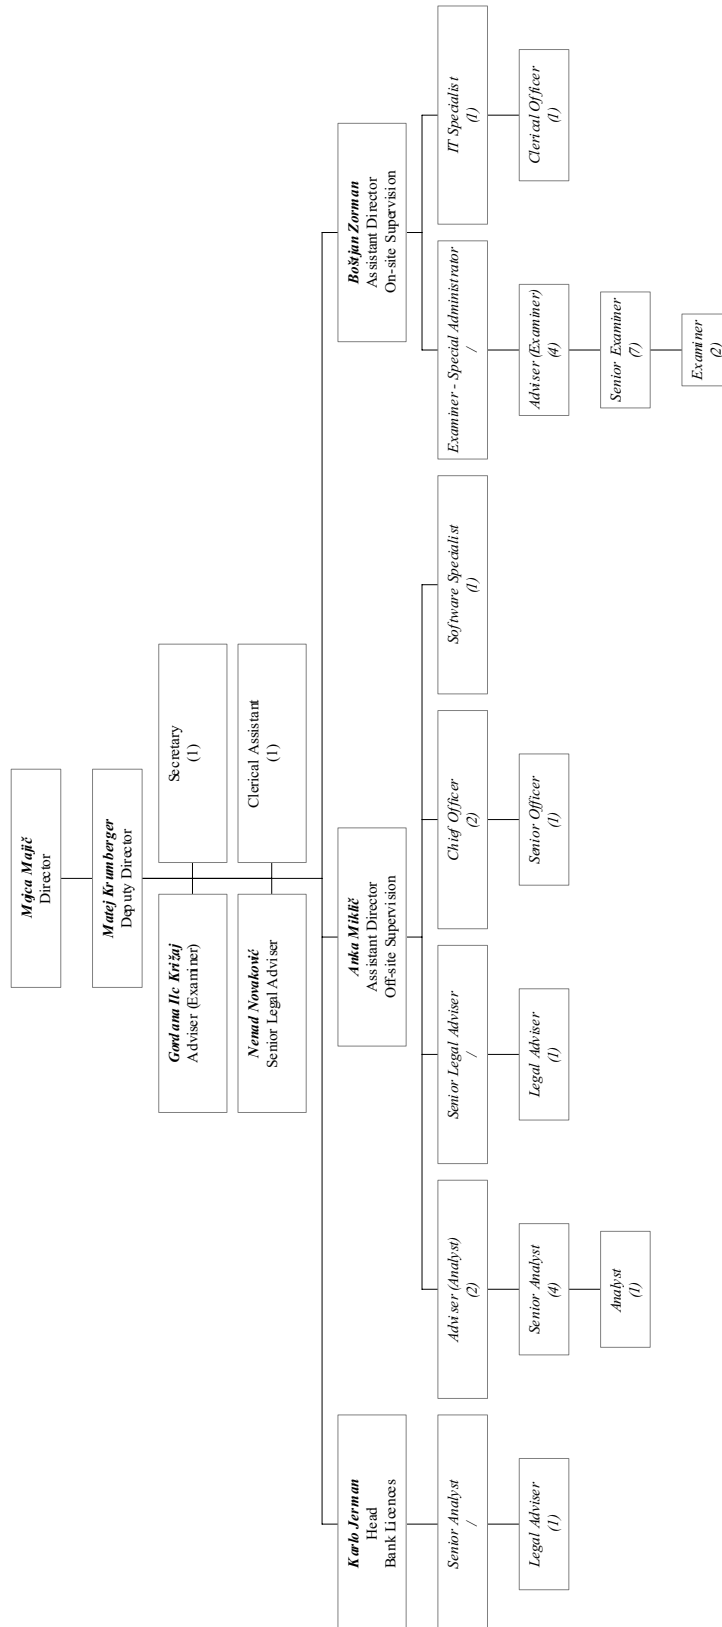 Mojca Majič
Director
Matej Krumberger
Deputy Director
Gordana Ilc Križaj
Adviser (Examiner)
Secretary
(1)
Nenad Novaković
Senior Legal Adviser
Clerical Assistant
(1)
Karlo Jerman
Head
Bank Licences
Anka Miklič
Assistant Director
Off-site Supervision
Boštjan Zorman
Assistant Director
On-site Supervision
Senior Analyst
/
Adviser (Analyst)
(2)
Senior Legal Adviser
/
Chief Officer
(2)
Software Specialist
(1)
Examiner - Special Administrator
/
IT Specialist
(1)
Legal Adviser
(1)
Senior Analyst
(4)
Legal Adviser
(1)
Senior Officer
(1)
Adviser (Examiner)
(4)
Clerical Officer
(1)
Analyst
(1)
Senior Examiner
(7)
Examiner
(2)